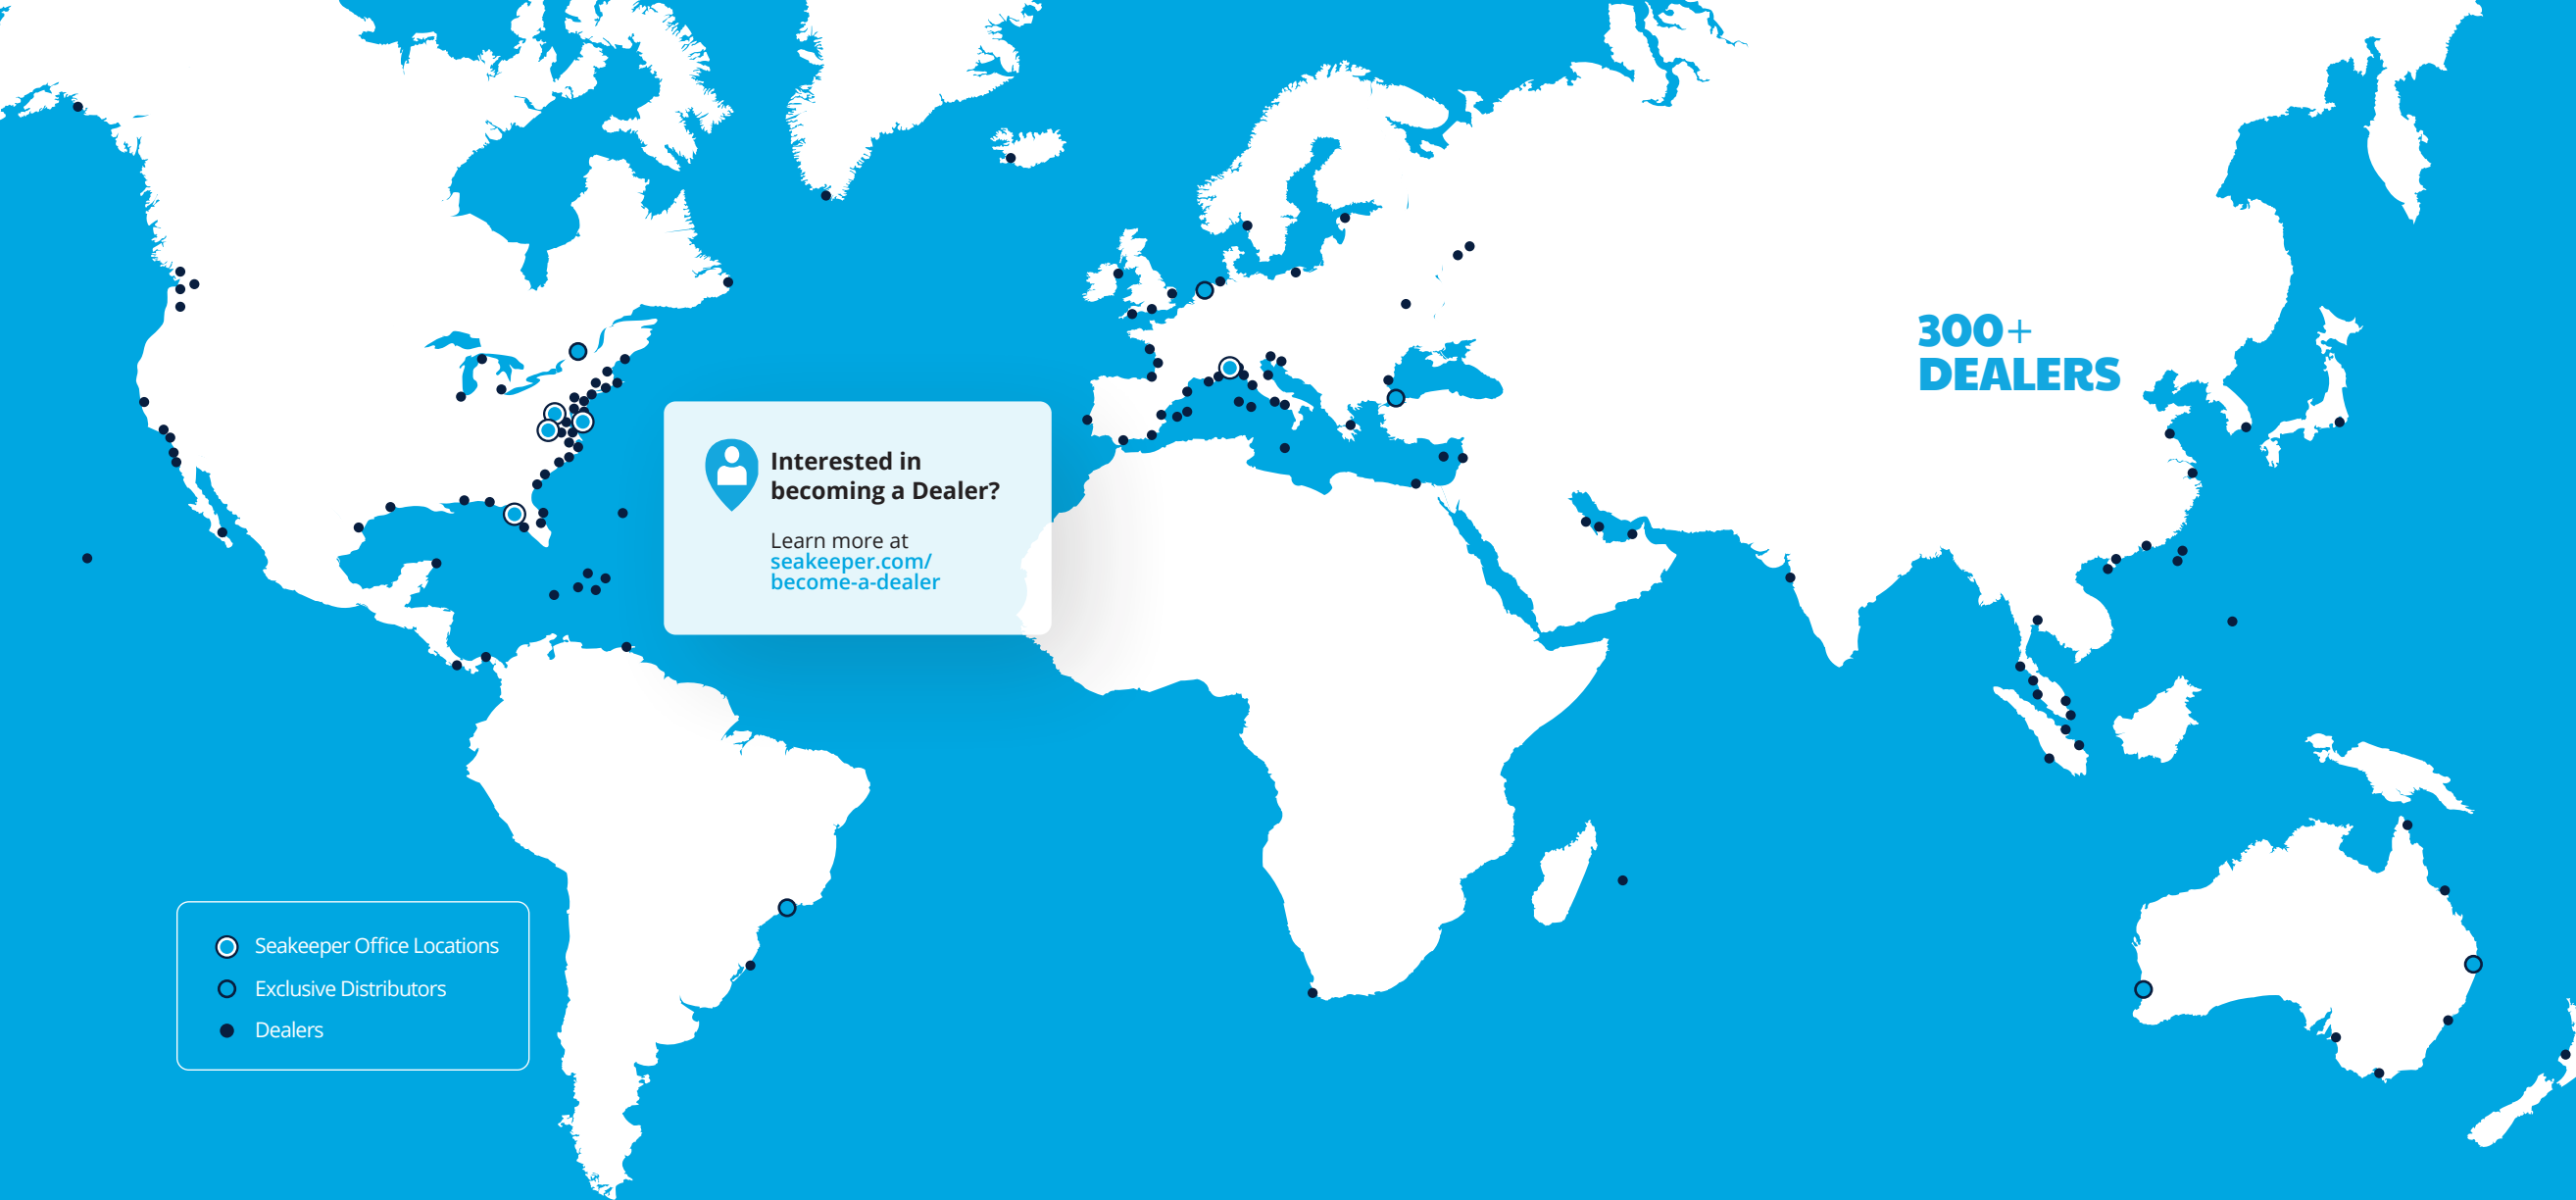 300+
DEALERS
Interested in
becoming a Dealer?
Learn more at
seakeeper.com/
become-a-dealer
Seakeeper Office Locations
Exclusive Distributors
Dealers